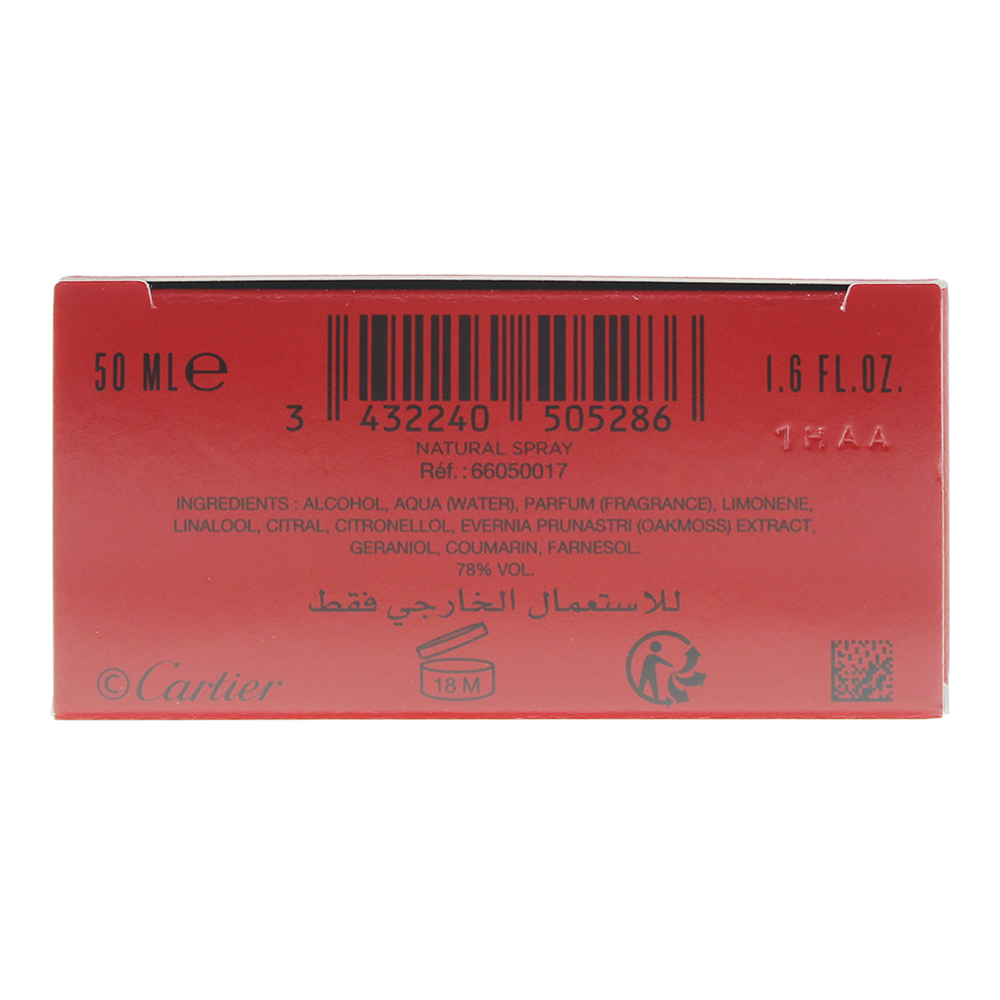 50 ML e
1.6 FL.OZ.
3 432240 505286
1HAA
NATURAL SPRAY
Réf. : 66050017
INGREDIENTS : ALCOHOL, AQUA (WATER), PARFUM (FRAGRANCE), LIMONENE,
LINALOOL, CITRAL, CITRONELLOL, EVERNIA PRUNASTRI (OAKMOSS) EXTRACT,
GERANIOL, COUMARIN, FARNESOL.
78% VOL.
للاستعمال الخارجي فقط
18 M
©Cartier